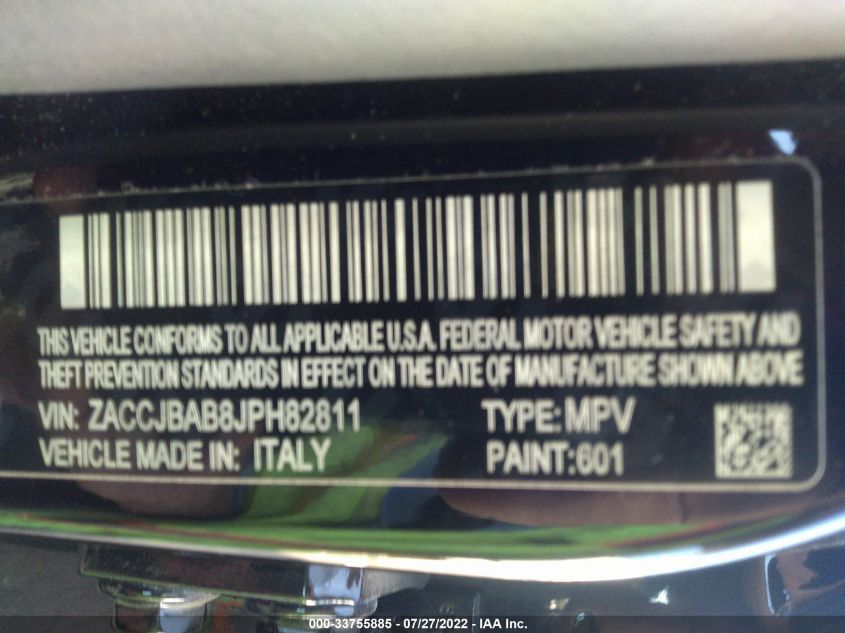 THIS VEHICLE CONFORMS TO ALL APPLICABLE U.S.A. FEDERAL MOTOR VEHICLE SAFETY AND
THEFT PREVENTION STANDARDS IN EFFECT ON THE DATE OF MANUFACTURE SHOWN ABOVE
VIN: ZACCJBAB8JPH82811 TYPE: MPV
VEHICLE MADE IN: ITALY PAINT:601
000-33755885 - 07/27/2022 - IAA Inc.